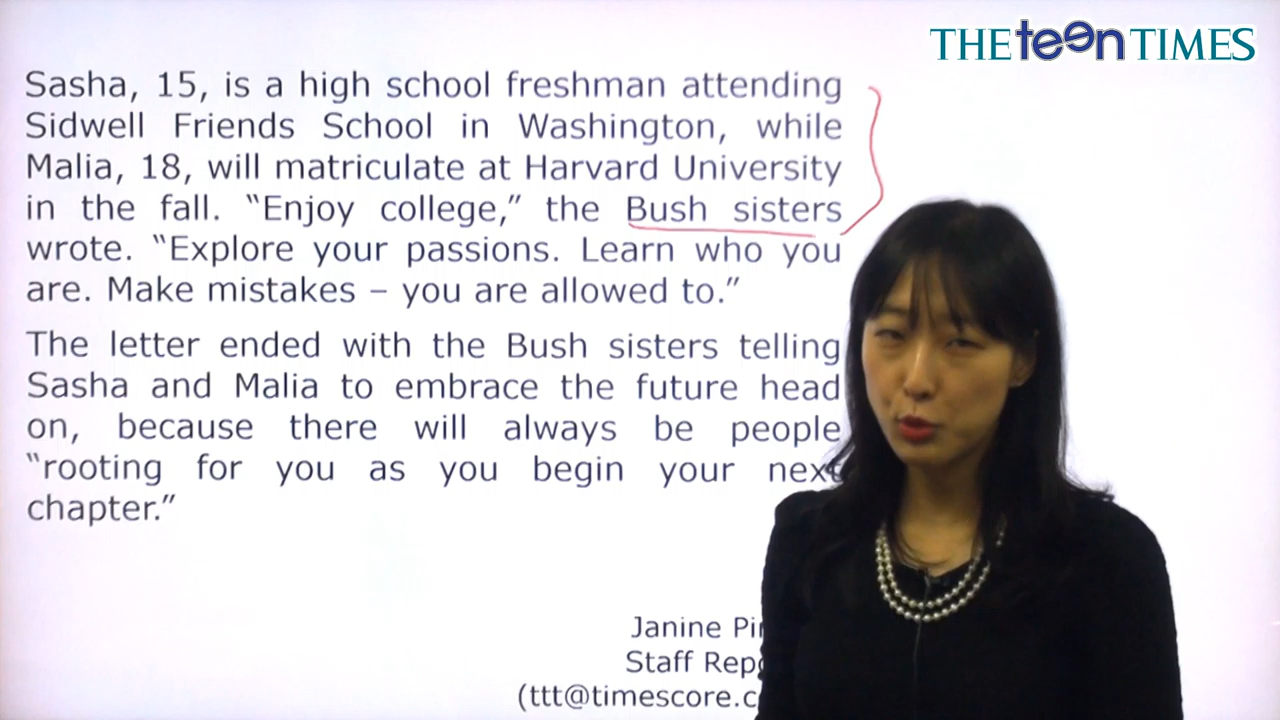 THE teen TIMES
Sasha, 15, is a high school freshman attending
Sidwell Friends School in Washington, while
Malia, 18, will matriculate at Harvard University
in the fall. “Enjoy college,” the Bush sisters
wrote. “Explore your passions. Learn who you
are. Make mistakes – you are allowed to.”
The letter ended with the Bush sisters telling
Sasha and Malia to embrace the future head
on, because there will always be people
“rooting for you as you begin your next
chapter.”
Janine
Staff